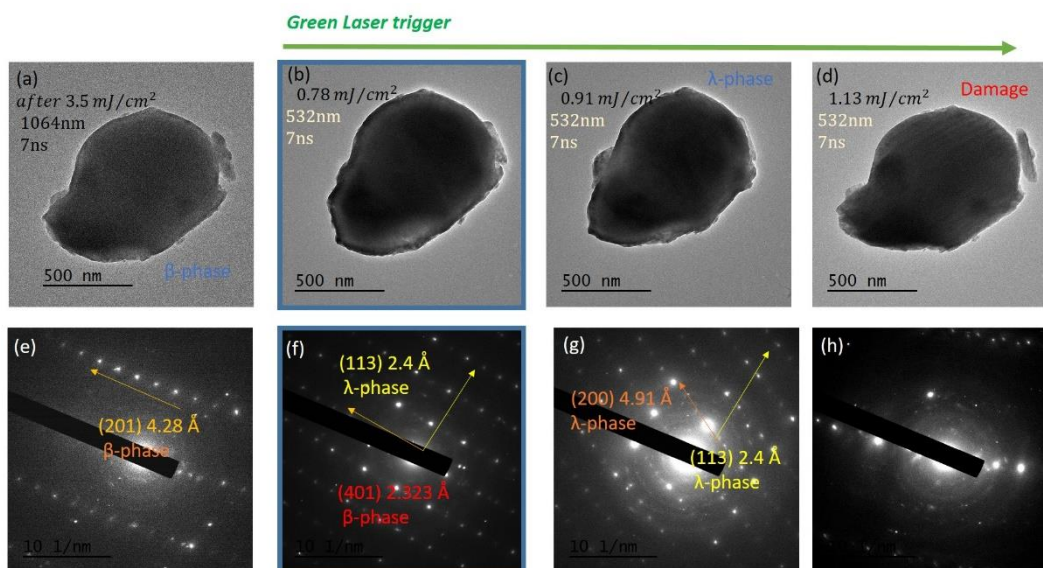 Green Laser trigger
(a)
after 3.5 mJ/cm²
1064nm
7ns
β-phase
500 nm
(b)
0.78 mJ/cm²
532nm
7ns
500 nm
(c)
λ-phase
0.91 mJ/cm²
532nm
7ns
500 nm
(d)
Damage
1.13 mJ/cm²
532nm
7ns
500 nm
(e)
(201) 4.28 Å
β-phase
10 1/nm
(f)
(113) 2.4 Å
λ-phase
(401) 2.323 Å
β-phase
10 1/nm
(g)
(200) 4.91 Å
λ-phase
(113) 2.4 Å
λ-phase
10 1/nm
(h)
10 1/nm